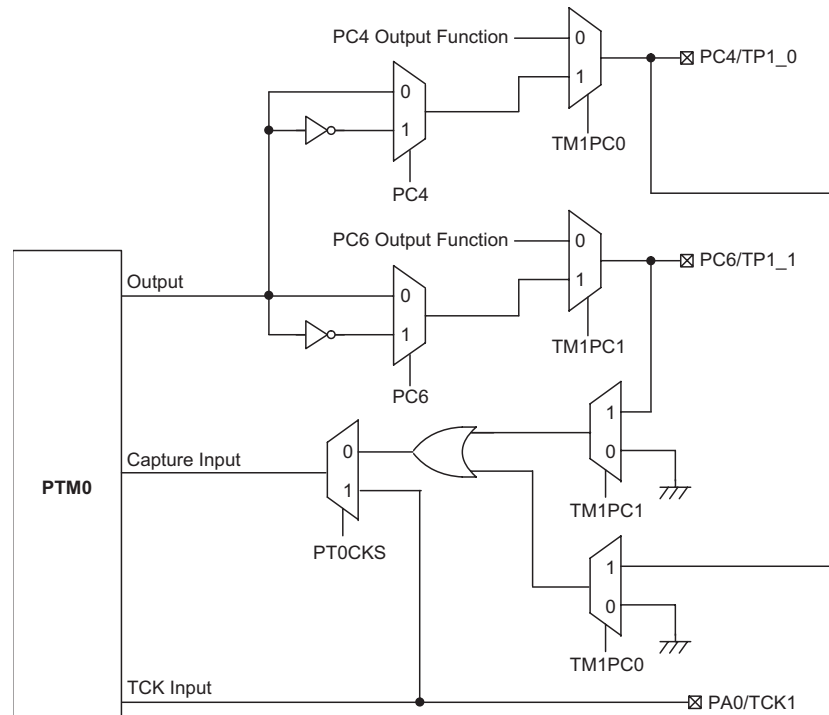 PC4 Output Function
0
1
PC4/TP1_0
TM1PC0
0
1
PC4
PC6 Output Function
0
1
PC6/TP1_1
TM1PC1
Output
0
1
PC6
1
0
TM1PC1
Capture Input
0
1
PT0CKS
PTM0
1
0
TM1PC0
TCK Input
PA0/TCK1